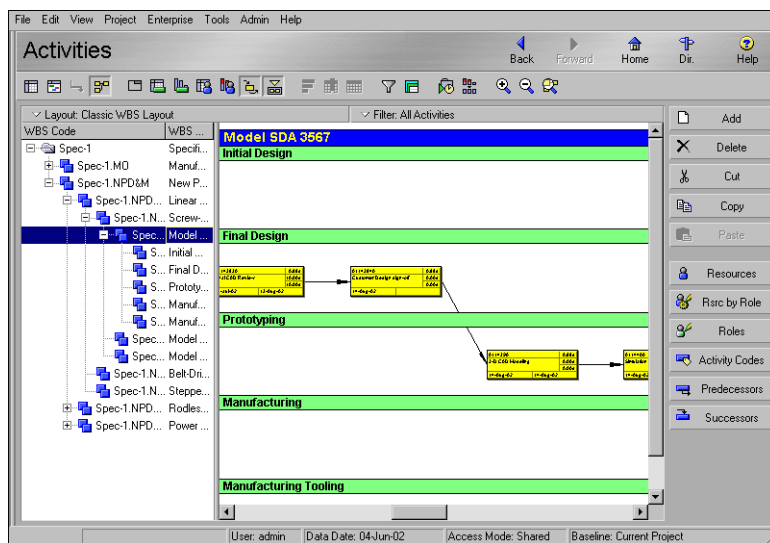 File Edit View Project Enterprise Tools Admin Help
Activities
Back Forward Home Dir. Help
Layout: Classic WBS Layout Filter: All Activities
WBS Code WBS ...
Spec-1 Specifi...
Spec-1.MO Manuf...
Spec-1.NPD&M New P...
Spec-1.NPD... Linear ...
Spec-1.N... Screw-...
Spec... Model ...
S... Initial ...
S... Final D...
S... Prototy...
S... Manuf...
S... Manuf...
Spec... Model ...
Spec... Model ...
Spec-1.N... Belt-Dri...
Spec-1.N... Steppe...
Spec-1.NPD... Rodles...
Spec-1.NPD... Power ...
Model SDA 3567
Initial Design
Final Design
Customer Design sign-off
Prototyping
Manufacturing
Manufacturing Tooling
Add
Delete
Cut
Copy
Paste
Resources
Rsrc by Role
Roles
Activity Codes
Predecessors
Successors
User: admin Data Date: 04-Jun-02 Access Mode: Shared Baseline: Current Project